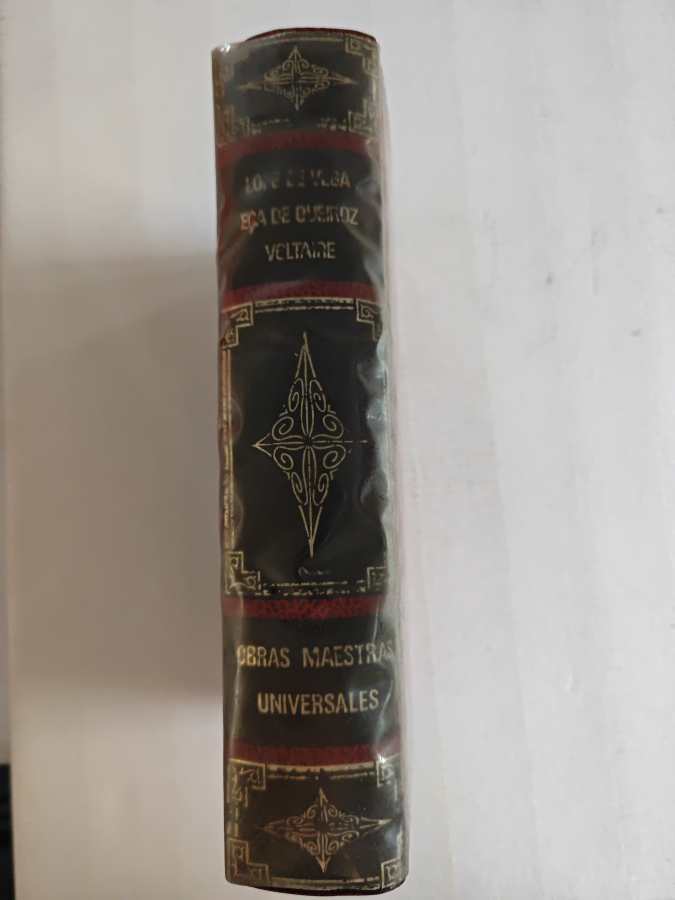 LOPE DE VEGA
EÇA DE QUEIROZ
VOLTAIRE
OBRAS MAESTRAS
UNIVERSALES